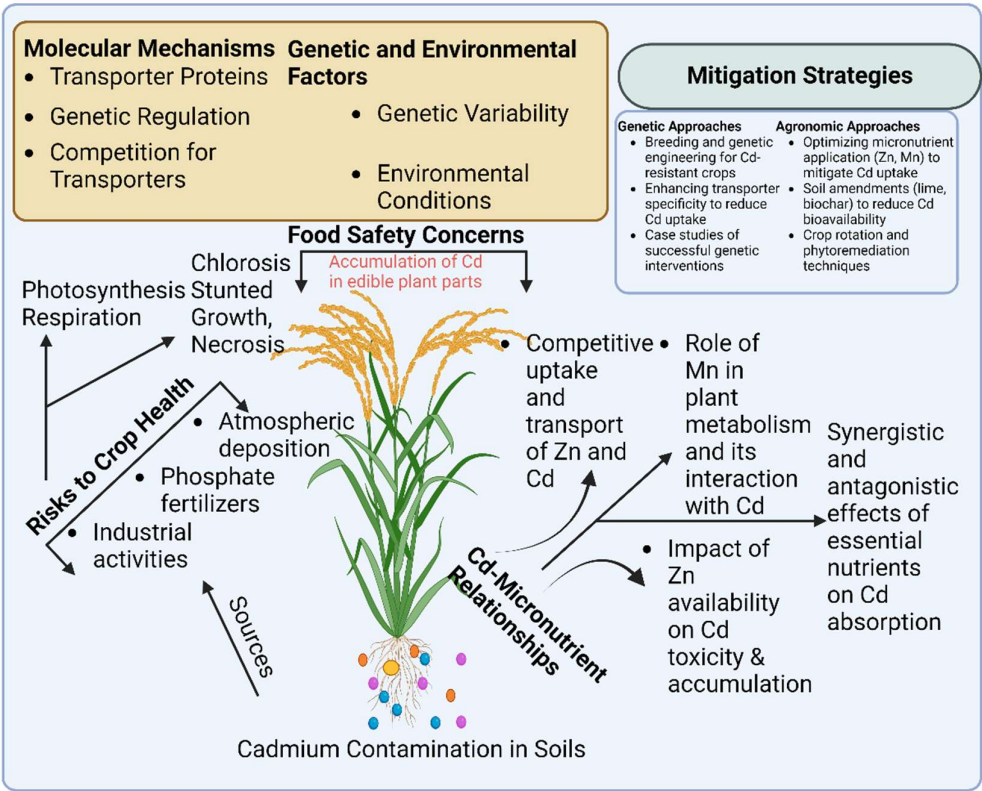 Molecular Mechanisms
• Transporter Proteins
• Genetic Regulation
• Competition for
Transporters
Genetic and Environmental
Factors
• Genetic Variability
• Environmental
Conditions
Mitigation Strategies
Genetic Approaches
• Breeding and genetic
engineering for Cd-
resistant crops
• Enhancing transporter
specificity to reduce
Cd uptake
• Case studies of
successful genetic
interventions
Agronomic Approaches
• Optimizing micronutrient
application (Zn, Mn) to
mitigate Cd uptake
• Soil amendments (lime,
biochar) to reduce Cd
bioavailability
• Crop rotation and
phytoremediation
techniques
Food Safety Concerns
Accumulation of Cd
in edible plant parts
Photosynthesis
Respiration
Chlorosis
Stunted
Growth,
Necrosis
Risks to Crop Health
• Atmospheric
deposition
• Phosphate
fertilizers
• Industrial
activities
Sources
Cd-Micronutrient
Relationships
• Competitive
uptake
and
transport
of Zn and
Cd
• Role of
Mn in
plant
metabolism
and its
interaction
with Cd
• Impact of
Zn
availability
on Cd
toxicity &
accumulation
Synergistic
and
antagonistic
effects of
essential
nutrients
on Cd
absorption
Cadmium Contamination in Soils